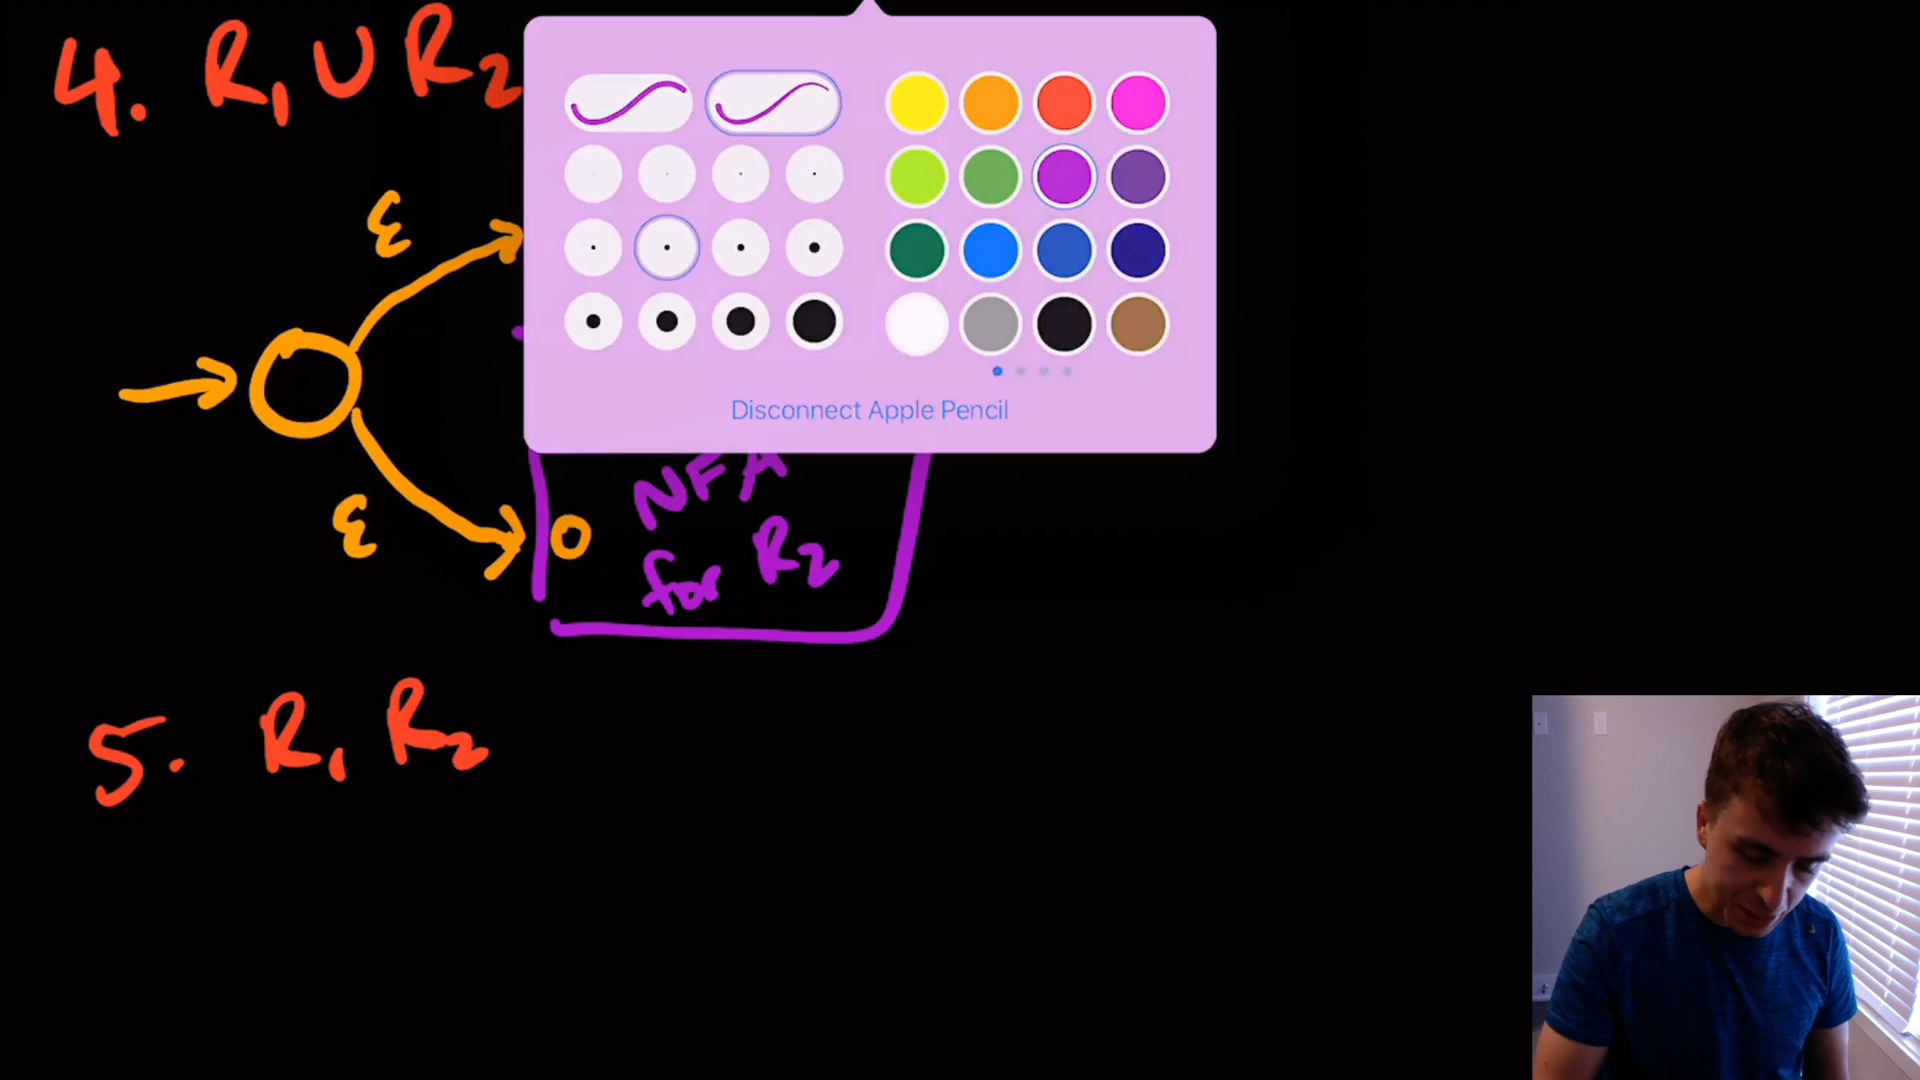 4. R₁ ∪ R₂
ε
Disconnect Apple Pencil
NFA
for R₂
ε
5. R₁ R₂